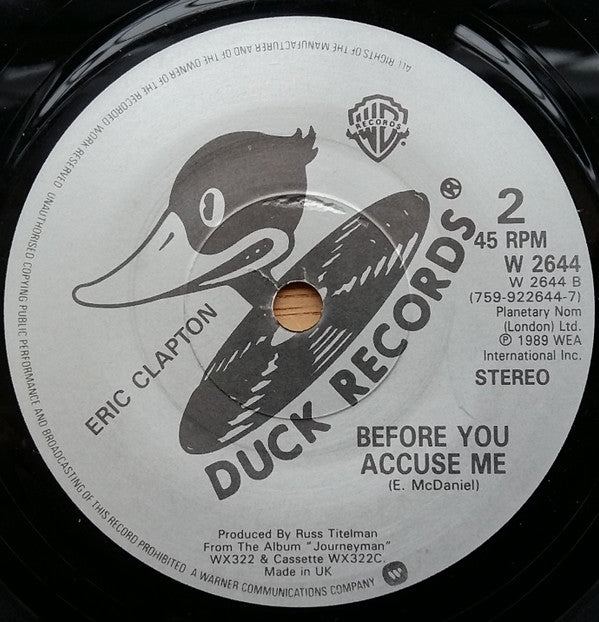 ALL RIGHTS OF THE MANUFACTURER AND OF THE OWNER OF THE RECORDED WORK RESERVED UNAUTHORISED COPYING PUBLIC PERFORMANCE AND BROADCASTING OF THIS RECORD PROHIBITED A WARNER COMMUNICATIONS COMPANY
WB
RECORDS
®
2
45 RPM
W 2644
W 2644 B
(759-922644-7)
Planetary Nom
(London) Ltd.
℗ 1989 WEA
International Inc.
STEREO
ERIC CLAPTON
DUCK RECORDS®
BEFORE YOU
ACCUSE ME
(E. McDaniel)
Produced By Russ Titelman
From The Album "Journeyman"
WX322 & Cassette WX322C.
Made in UK